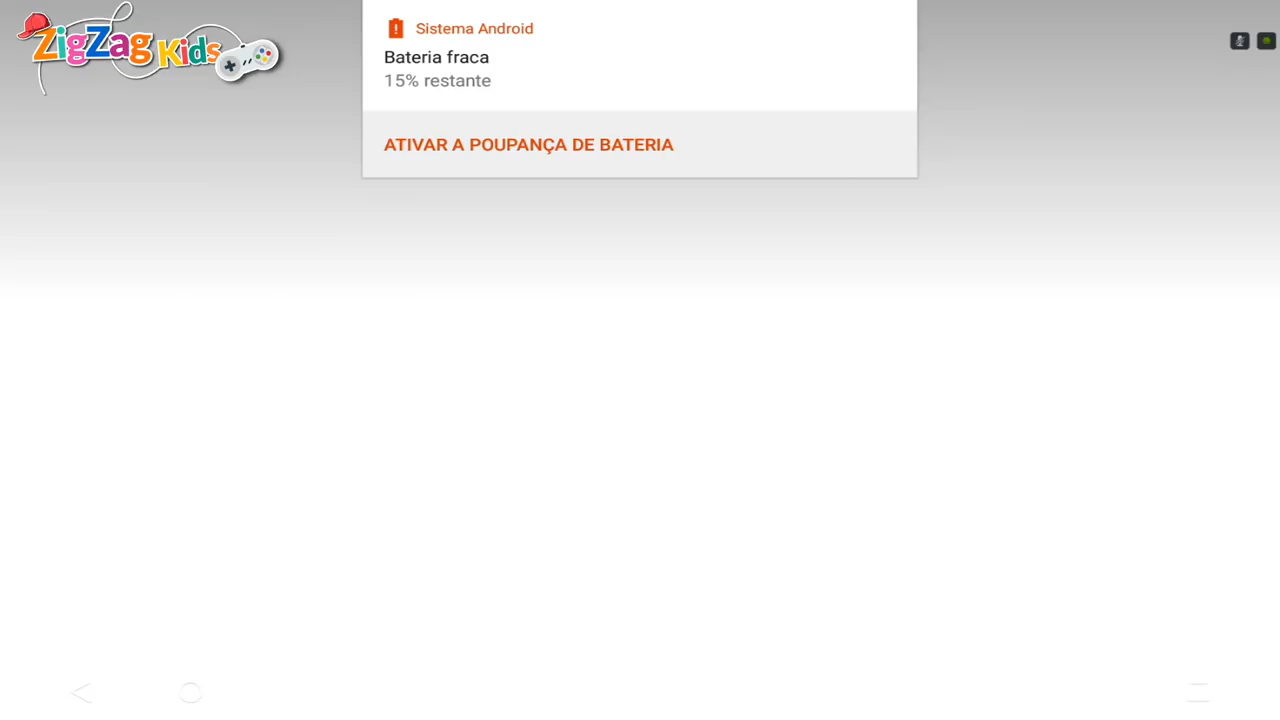 ZigZag Kids
Sistema Android
Bateria fraca
15% restante
ATIVAR A POUPANÇA DE BATERIA